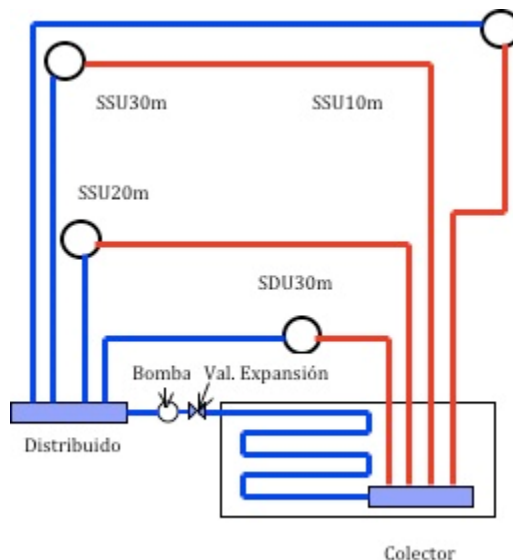 SSU30m
SSU10m
SSU20m
SDU30m
Bomba
Val. Expansión
Distribuido
Colector